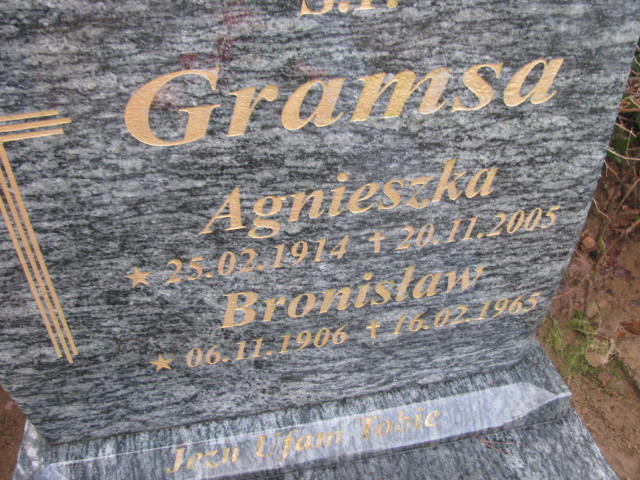 Ś.P.
Gramsa
Agnieszka
★ 25.02.1914 ✝ 20.11.2005
Bronisław
★ 06.11.1906 ✝ 16.02.1965
Jezu Ufam Tobie